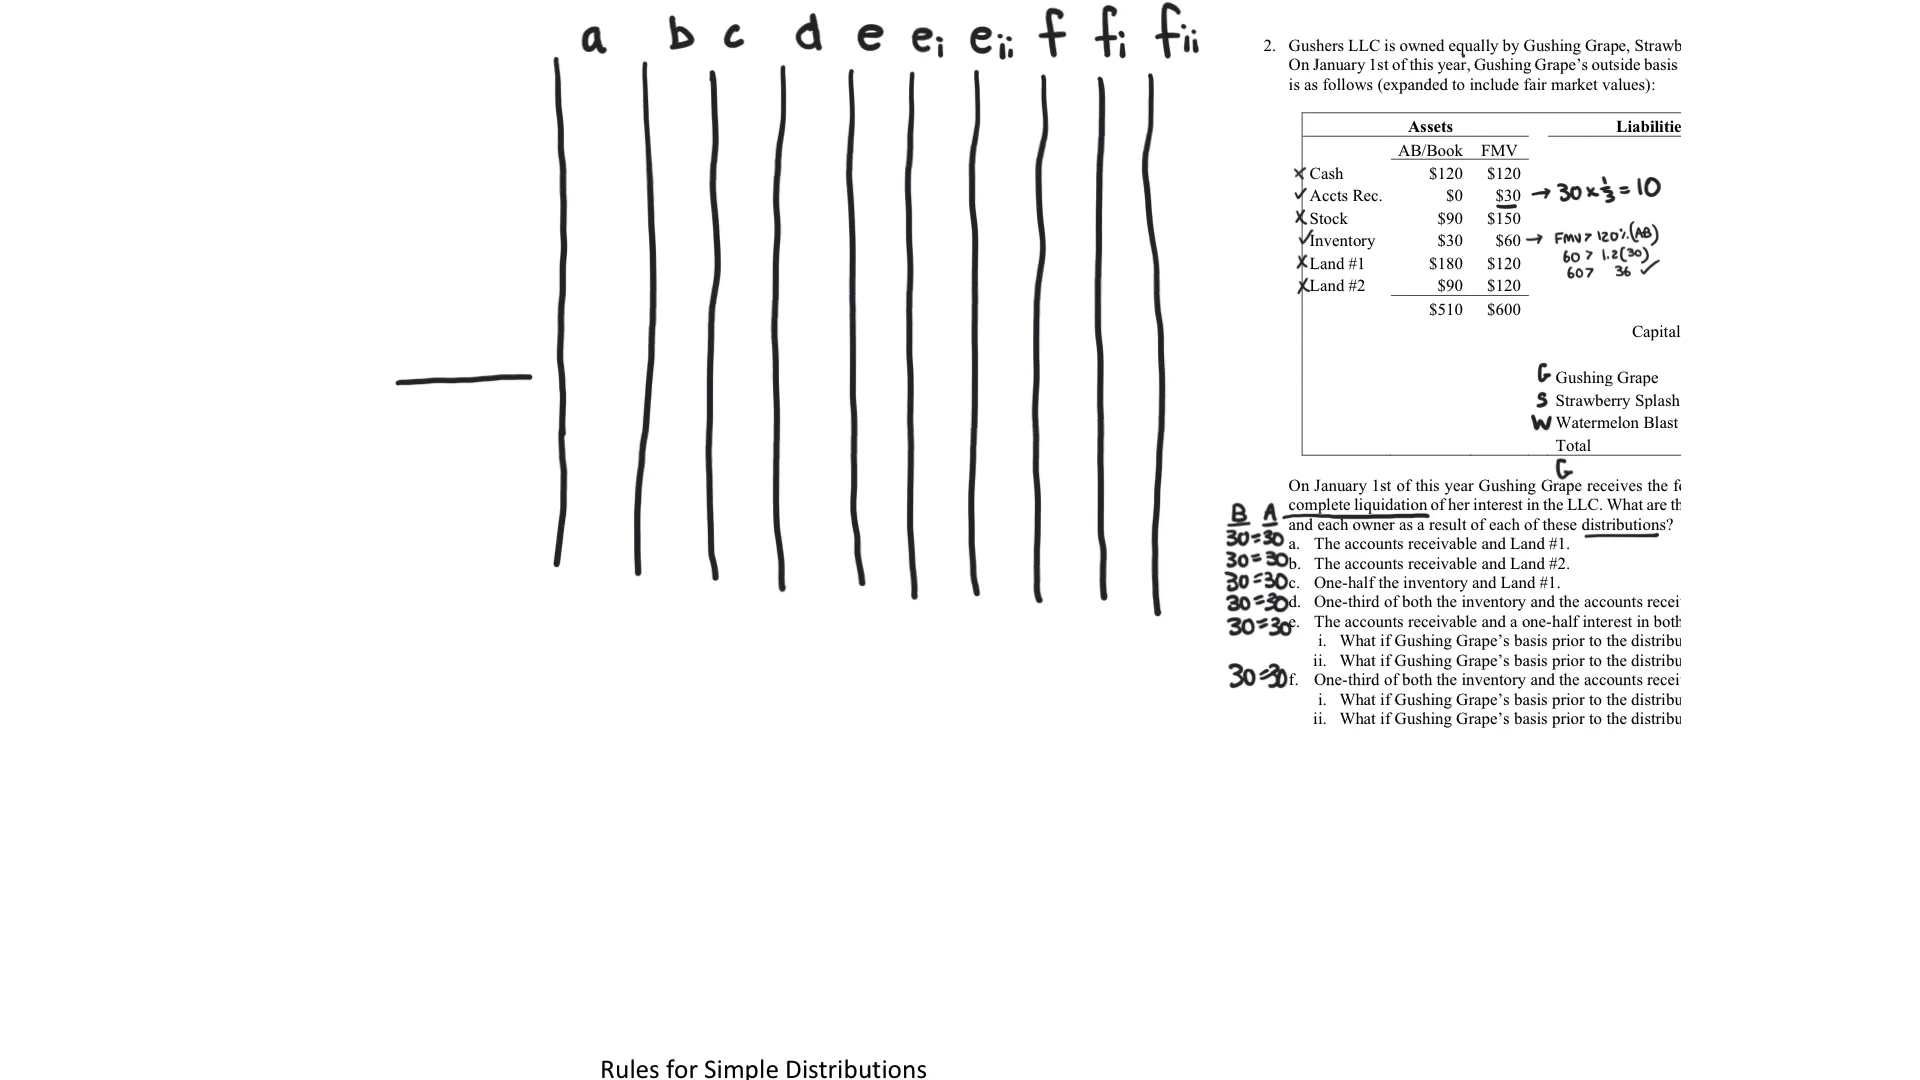 a b c d e ei eii f fi fii
2. Gushers LLC is owned equally by Gushing Grape, Strawb
On January 1st of this year, Gushing Grape's outside basis
is as follows (expanded to include fair market values):
Assets Liabilitie
AB/Book FMV
x Cash $120 $120
✓ Accts Rec. $0 $30 → 30 x 1/3 = 10
x Stock $90 $150
✓ Inventory $30 $60 → FMV > 120% (AB)
60 > 1.2(30)
x Land #1 $180 $120
60 > 36 ✓
x Land #2 $90 $120
$510 $600
Capital
G Gushing Grape
S Strawberry Splash
W Watermelon Blast
Total
G
On January 1st of this year Gushing Grape receives the fo
complete liquidation of her interest in the LLC. What are th
B A
and each owner as a result of each of these distributions?
30=30 a. The accounts receivable and Land #1.
30=30 b. The accounts receivable and Land #2.
30=30 c. One-half the inventory and Land #1.
30=30 d. One-third of both the inventory and the accounts recei
30=30 e. The accounts receivable and a one-half interest in both
i. What if Gushing Grape's basis prior to the distribu
ii. What if Gushing Grape's basis prior to the distribu
30=30 f. One-third of both the inventory and the accounts recei
i. What if Gushing Grape's basis prior to the distribu
ii. What if Gushing Grape's basis prior to the distribu
Rules for Simple Distributions